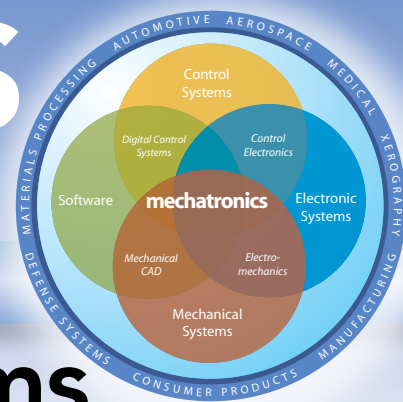 S
MATERIALS PROCESSING AUTOMOTIVE AEROSPACE MEDICAL XEROGRAPHY
Control
Systems
Digital Control
Systems
Control
Electronics
Software
mechatronics
Electronic
Systems
Mechanical
CAD
Electro-
mechanics
Mechanical
Systems
DEFENSE SYSTEMS CONSUMER PRODUCTS MANUFACTURING
ms